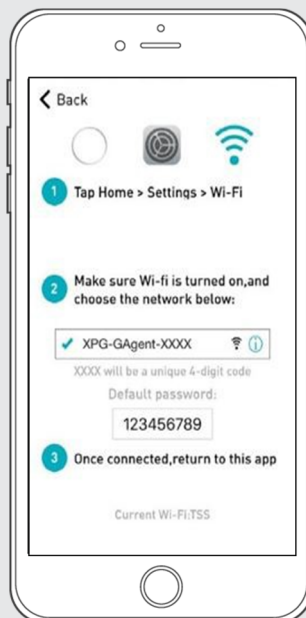 Back
1 Tap Home > Settings > Wi-Fi
2 Make sure Wi-fi is turned on,and
choose the network below:
✓ XPG-GAgent-XXXX
XXXX will be a unique 4-digit code
Default password:
123456789
3 Once connected,return to this app
Current Wi-Fi:TSS